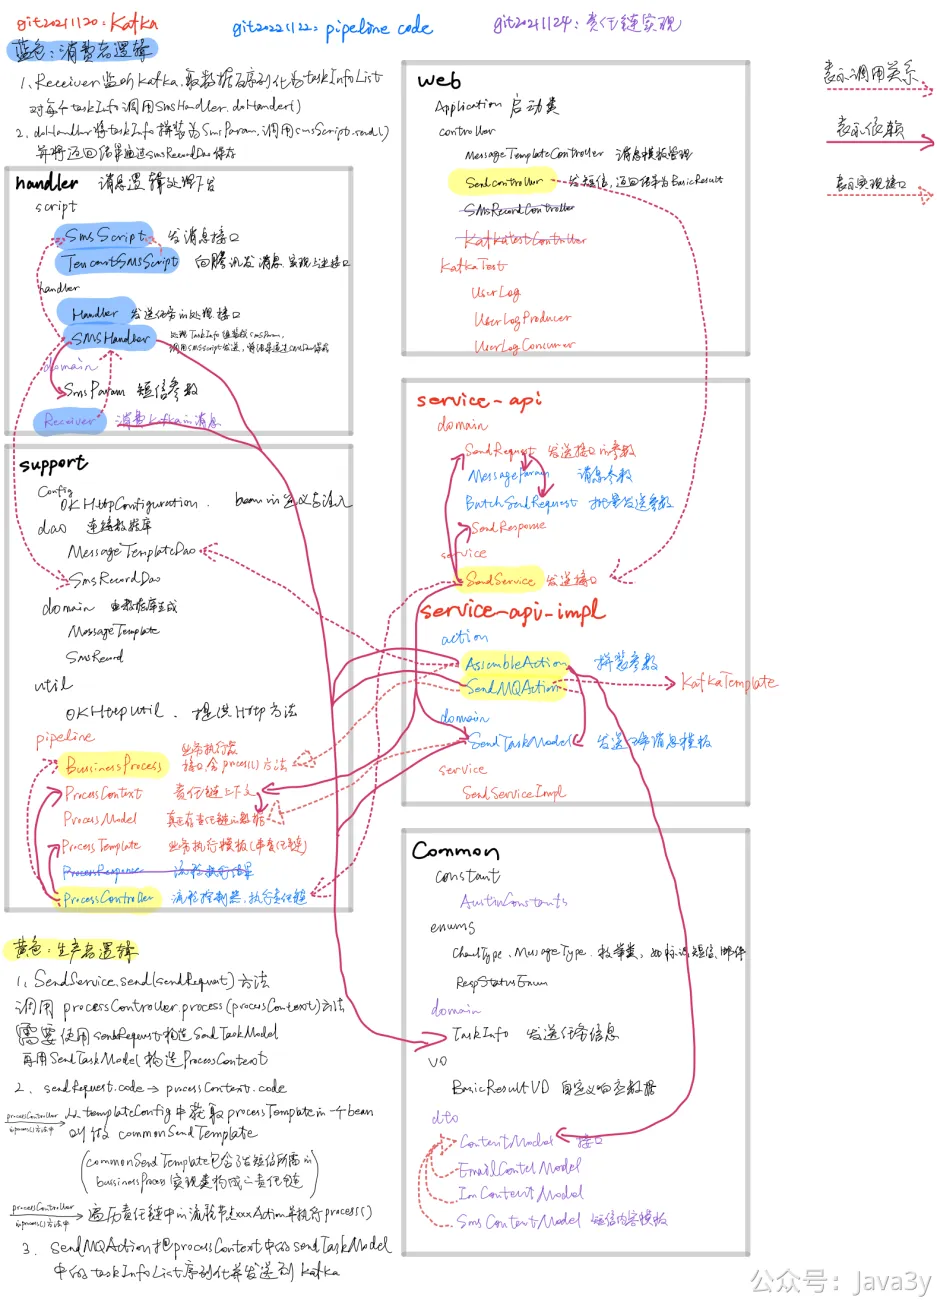 git20211120:Kafka
git20221122:pipeline code
git20211124:责任链实现
蓝色:消费者逻辑
1、Receiver监听Kafka,取数据后序列化为taskInfoList
对每个taskInfo调用SmsHandler.doHandler()
2、doHandler将taskInfo拼装为SmsParam,调用smsScript.send()
并将返回结果通过SmsRecordDao保存
handler 消息逻辑处理平台
script
SmsScript 发消息接口
TencentSmsScript 向腾讯发消息 实现上述接口
handler
Handler 发送任务的处理接口
SMSHandler 处理TaskInfo 组装成smsParam,
调用smsScript发送,
domain
SmsParam 短信参数
Receiver 消费Kafka的消息
support
Config
OKHttpConfiguration. bean的定义与注入
dao 连接数据库
MessageTemplateDao
SmsRecordDao
domain 由数据库生成
MessageTemplate
SmsRecord
util
OKHttpUtil、提供Http方法
pipeline
BussinessProcess 业务执行器
接口,含process()方法
ProcessContext 责任链上下文
ProcessModel 真正存责任链的数据
ProcessTemplate 业务执行模板(串责任链)
ProcessResponse 流程执行结果
ProcessController 流程控制器,执行责任链
黄色:生产者逻辑
1、SendService.send(sendRequest)方法
调用 processController.process(processContext)方法
需要使用sendRequest构造SendTaskModel
再用SendTaskModel构造ProcessContext
2、sendRequest.code→processContext.code
processController
的process()方法中
从templateConfig中获取processTemplate的一个bean
叫做 commonSendTemplate
(commonSendTemplate包含了发短信所需的
bussinessProcess实现类构成的责任链)
processController
的process()方法中
遍历责任链中的流程节点xxxAction并执行process()
3、SendMQAction把processContext中的sendTaskModel
中的taskInfoList序列化并发送到Kafka
web
Application 启动类
controller
MessageTemplateController 消息模板管理
SendController 发短信,返回结果为BasicResult
SMsRecordController
KafkaTestController
KafkaTest
UserLog
UserLogProducer
UserLogConsumer
service-api
domain
SendRequest 发送接口的参数
MessageParam 消息参数
BatchSendRequest 批量发送参数
SendResponse
service
SendService 发送接口
service-api-impl
action
AssembleAction 拼装参数
SendMQAction
KafkaTemplate
domain
SendTaskModel 发送任务消息模板
service
SendServiceImpl
Common
constant
AustinConstants
enums
ChannelType、MessageType.枚举类,如标识短信、邮件
RespStatusEnum
domain
TaskInfo 发送任务信息
VO
BasicResultVO 自定义响应数据
dto
ContentModel 接口
EmailContentModel
ImContentModel
SmsContentModel 短信内容模板
表示调用关系
表示依赖
表示实现接口
公众号:Java3y